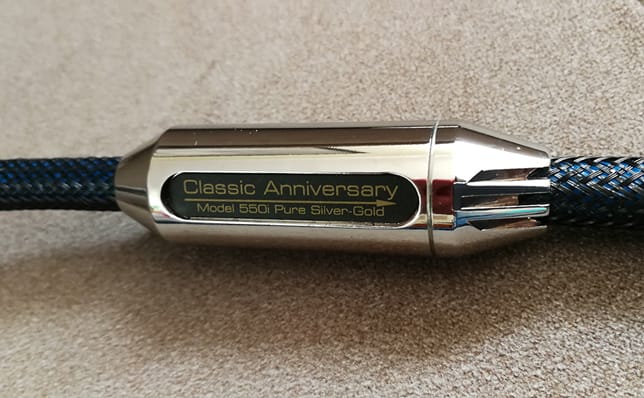 Classic Anniversary
Model 550i Pure Silver-Gold